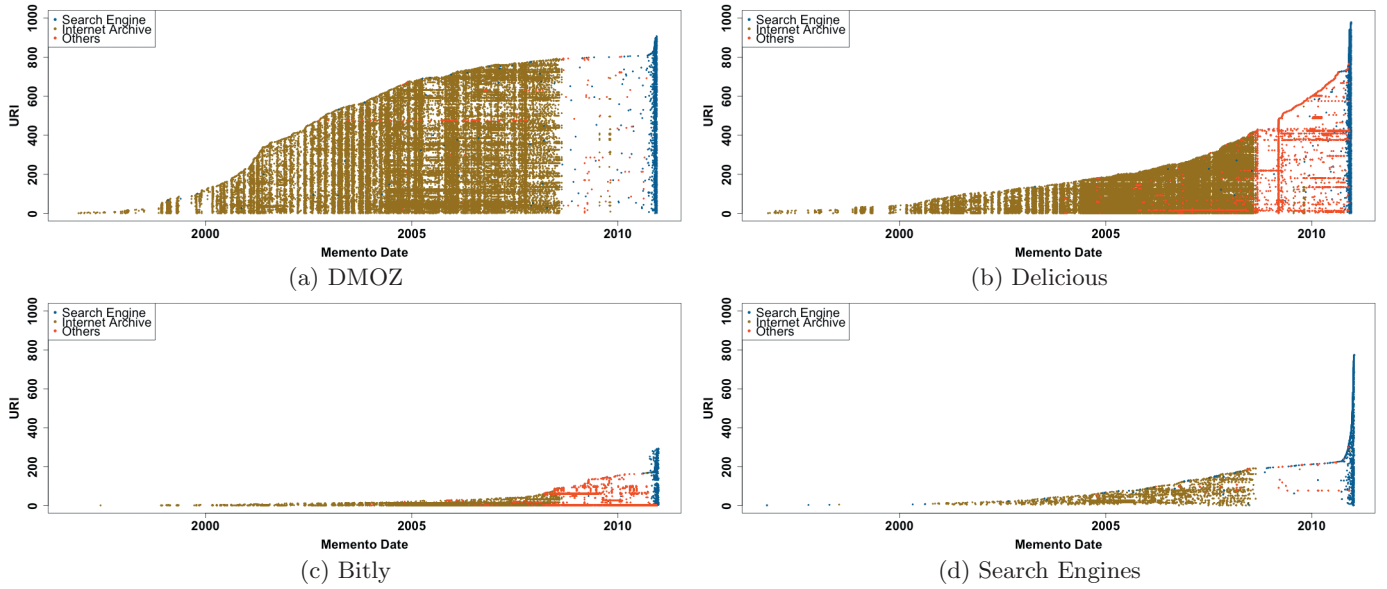 Search Engine
Internet Archive
Others
URI
0 200 400 600 800 1000
2000 2005 2010
Memento Date
(a) DMOZ
Search Engine
Internet Archive
Others
URI
0 200 400 600 800 1000
2000 2005 2010
Memento Date
(b) Delicious
Search Engine
Internet Archive
Others
URI
0 200 400 600 800 1000
2000 2005 2010
Memento Date
(c) Bitly
Search Engine
Internet Archive
Others
URI
0 200 400 600 800 1000
2000 2005 2010
Memento Date
(d) Search Engines